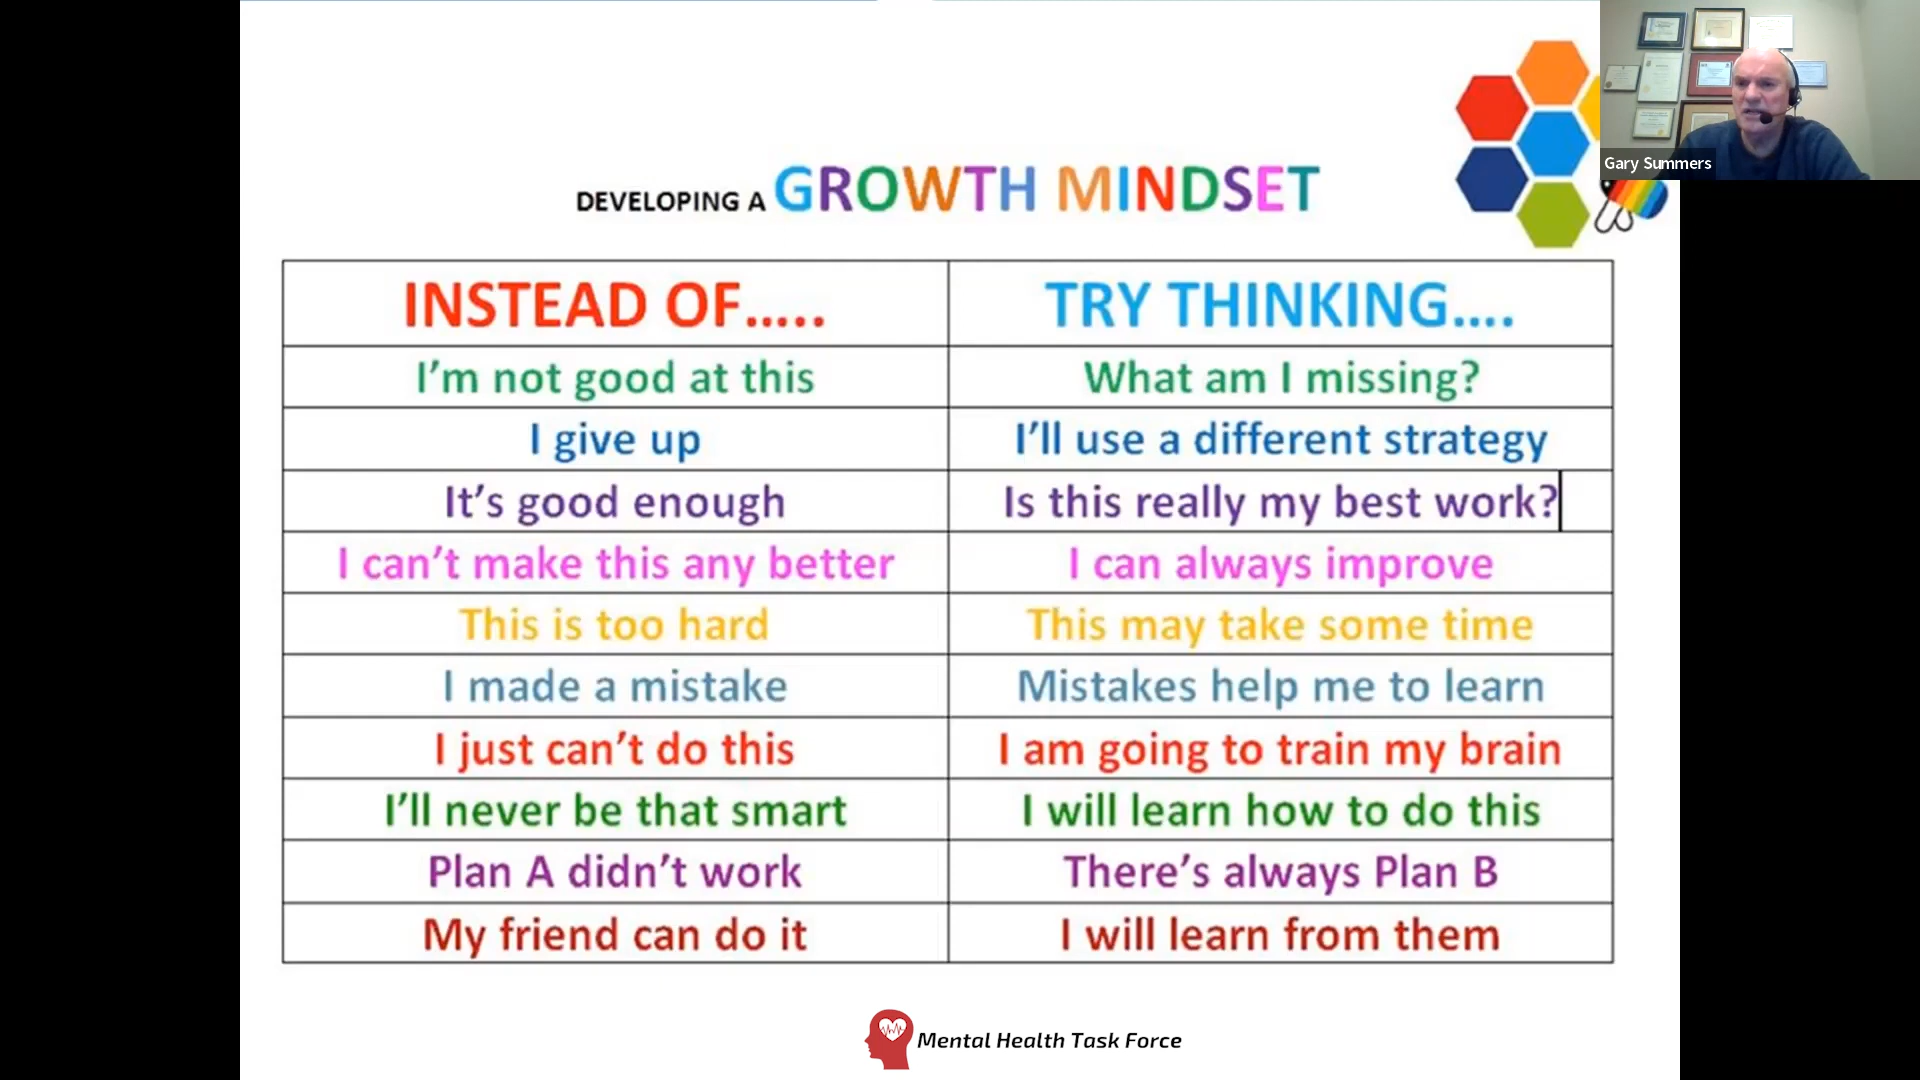 Gary Summers
DEVELOPING A GROWTH MINDSET
INSTEAD OF..... TRY THINKING....
I'm not good at this What am I missing?
I give up I'll use a different strategy
It's good enough Is this really my best work?
I can't make this any better I can always improve
This is too hard This may take some time
I made a mistake Mistakes help me to learn
I just can't do this I am going to train my brain
I'll never be that smart I will learn how to do this
Plan A didn't work There's always Plan B
My friend can do it I will learn from them
Mental Health Task Force